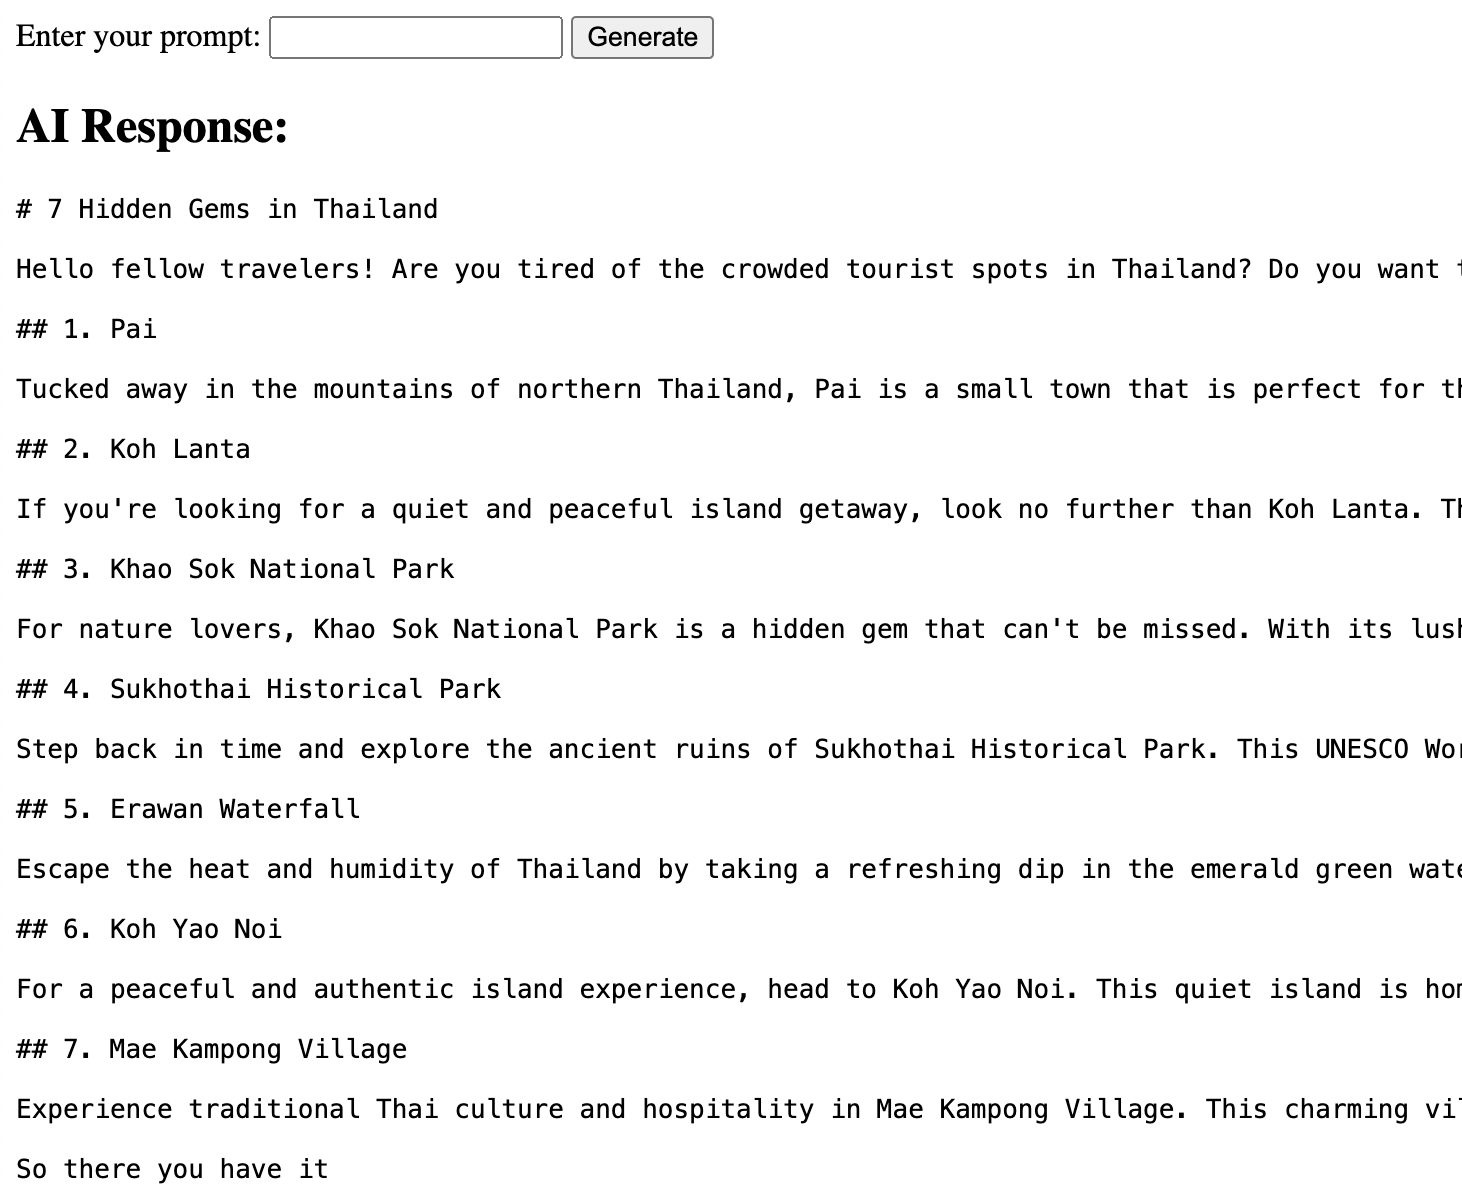 Enter your prompt: Generate
AI Response:
# 7 Hidden Gems in Thailand
Hello fellow travelers! Are you tired of the crowded tourist spots in Thailand? Do you want
## 1. Pai
Tucked away in the mountains of northern Thailand, Pai is a small town that is perfect for
## 2. Koh Lanta
If you're looking for a quiet and peaceful island getaway, look no further than Koh Lanta.
## 3. Khao Sok National Park
For nature lovers, Khao Sok National Park is a hidden gem that can't be missed. With its
## 4. Sukhothai Historical Park
Step back in time and explore the ancient ruins of Sukhothai Historical Park. This UNESCO
## 5. Erawan Waterfall
Escape the heat and humidity of Thailand by taking a refreshing dip in the emerald green
## 6. Koh Yao Noi
For a peaceful and authentic island experience, head to Koh Yao Noi. This quiet island is
## 7. Mae Kampong Village
Experience traditional Thai culture and hospitality in Mae Kampong Village. This charming
So there you have it